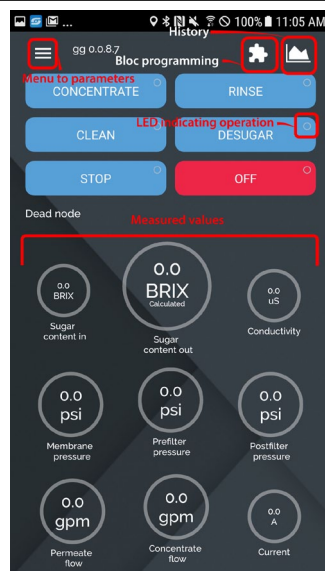 100% 11:05 AM
History
gg 0.0.8.7
Bloc programming
Menu to parameters
CONCENTRATE
RINSE
LED indicating operation
CLEAN
DESUGAR
STOP
OFF
Dead node
Measured values
0.0
BRIX
Sugar
content in
0.0
BRIX
Calculated
Sugar
content out
0.0
uS
Conductivity
0.0
psi
Membrane
pressure
0.0
psi
Prefilter
pressure
0.0
psi
Postfilter
pressure
0.0
gpm
Permeate
flow
0.0
gpm
Concentrate
flow
0.0
A
Current